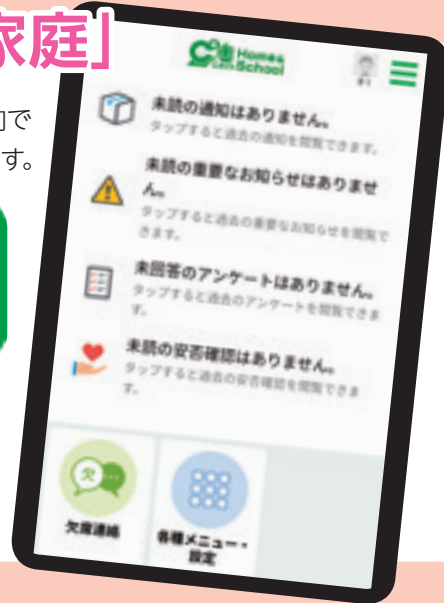 家庭」
で
す。
C4th Home & School
未読の通知はありません。
タップすると過去の通知を閲覧できます。
未読の重要なお知らせはありませ
ん。
タップすると過去の重要なお知らせを閲覧で
きます。
未回答のアンケートはありません。
タップすると過去のアンケートを閲覧できま
す。
未読の安否確認はありません。
タップすると過去の安否確認を閲覧できま
す。
欠
欠席連絡
各種メニュー・
設定